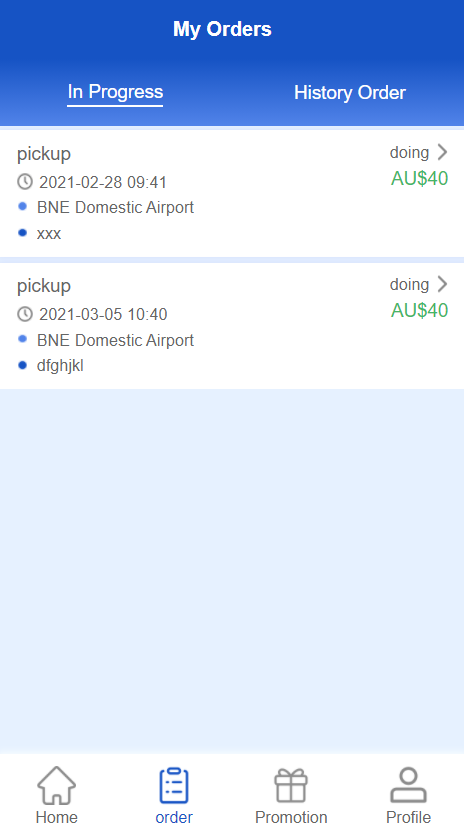 My Orders
In Progress
History Order
pickup
doing
2021-02-28 09:41
AU$40
BNE Domestic Airport
xxx
pickup
doing
2021-03-05 10:40
AU$40
BNE Domestic Airport
dfghjkl
Home
order
Promotion
Profile